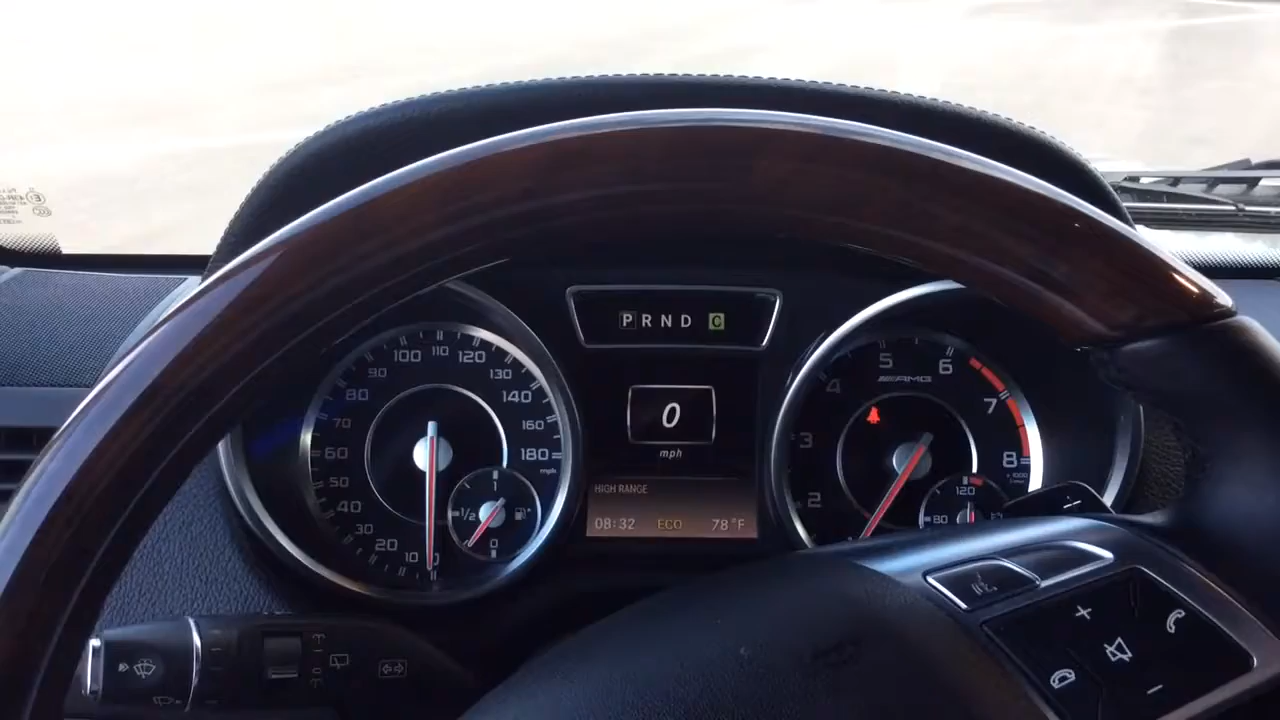 P R N D C
0
mph
HIGH RANGE
08:32 ECO 78°F
10 20 30 40 50 60 70 80 90 100 110 120 130 140 160 180
mph
1
1/2
0
2 3 4 5 6 7 8
AMG
x1000
120
80
+
−